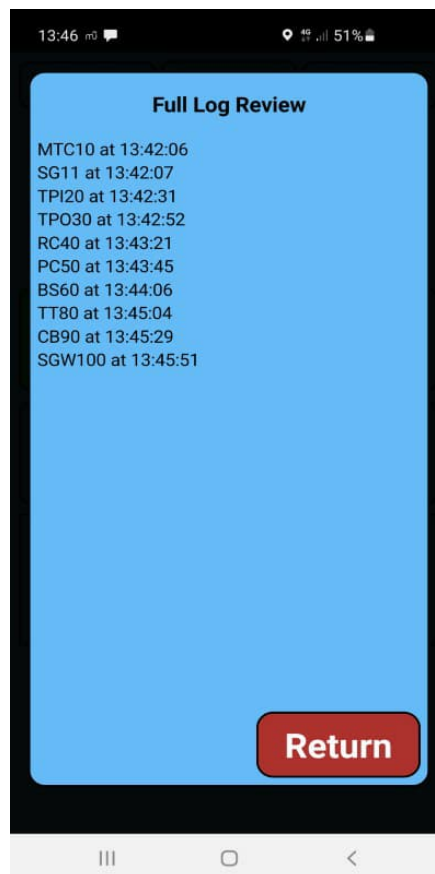 13:46
4G 51%
Full Log Review
MTC10 at 13:42:06
SG11 at 13:42:07
TPI20 at 13:42:31
TPO30 at 13:42:52
RC40 at 13:43:21
PC50 at 13:43:45
BS60 at 13:44:06
TT80 at 13:45:04
CB90 at 13:45:29
SGW100 at 13:45:51
Return